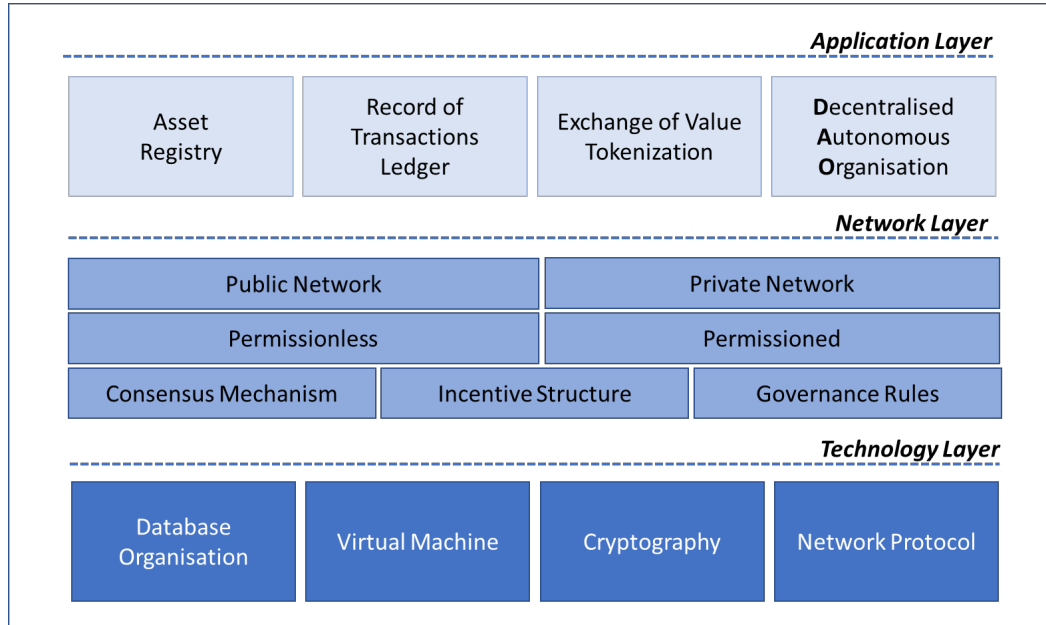 Application Layer
Asset
Registry
Record of
Transactions
Ledger
Exchange of Value
Tokenization
Decentralised
Autonomous
Organisation
Network Layer
Public Network
Private Network
Permissionless
Permissioned
Consensus Mechanism
Incentive Structure
Governance Rules
Technology Layer
Database
Organisation
Virtual Machine
Cryptography
Network Protocol